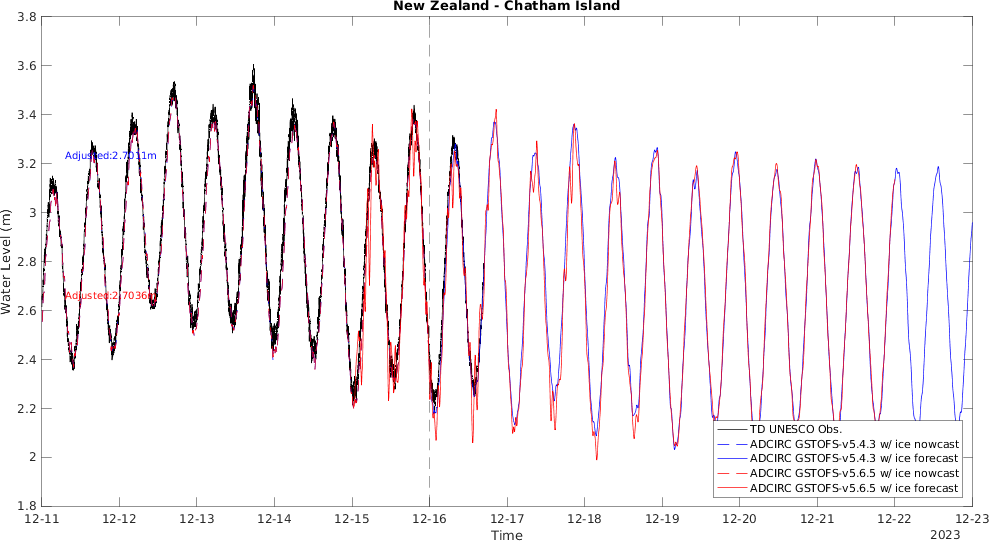 New Zealand - Chatham Island
3.8
3.6
3.4
3.2
3
2.8
2.6
2.4
2.2
2
1.8
Water Level (m)
Adjusted:2.7011m
Adjusted:2.7036m
TD UNESCO Obs.
ADCIRC GSTOFS-v5.4.3 w/ ice nowcast
ADCIRC GSTOFS-v5.4.3 w/ ice forecast
ADCIRC GSTOFS-v5.6.5 w/ ice nowcast
ADCIRC GSTOFS-v5.6.5 w/ ice forecast
12-11 12-12 12-13 12-14 12-15 12-16 12-17 12-18 12-19 12-20 12-21 12-22 12-23
Time
2023